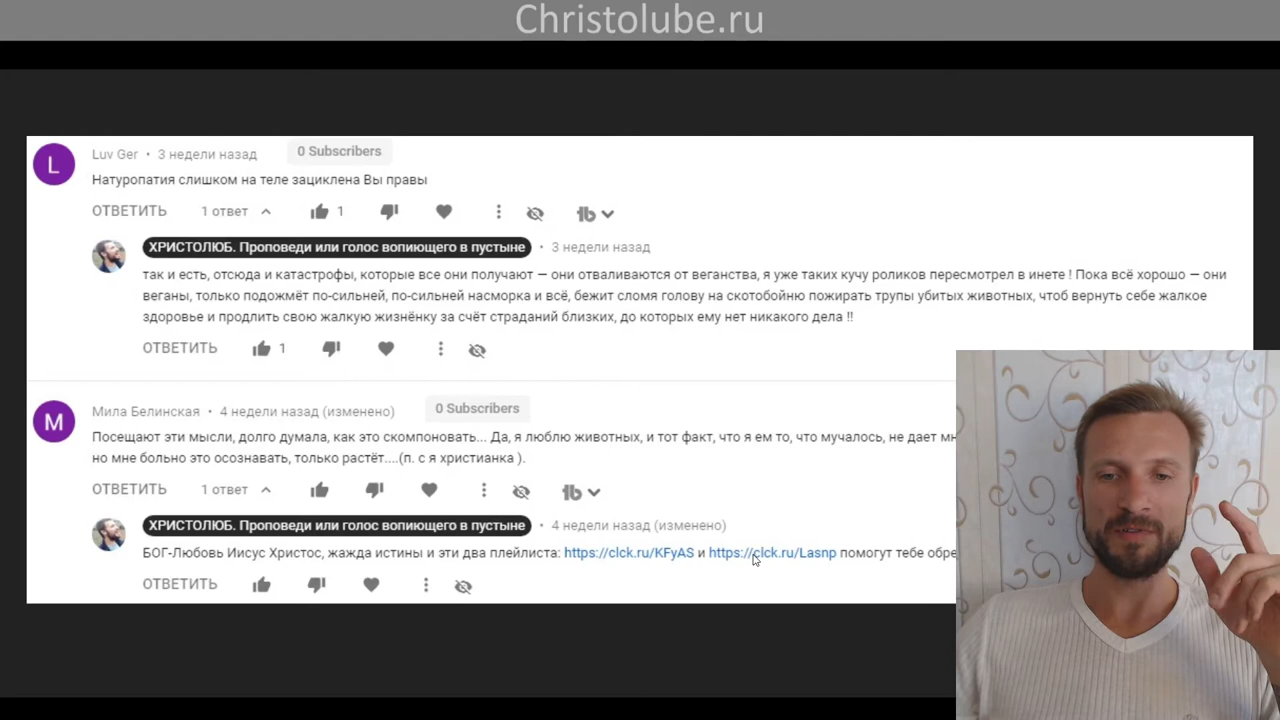 Christolube.ru
Luv Ger • 3 недели назад 0 Subscribers
Натуропатия слишком на теле зациклена Вы правы
ОТВЕТИТЬ 1 ответ 1
ХРИСТОЛЮБ. Проповеди или голос вопиющего в пустыне • 3 недели назад
так и есть, отсюда и катастрофы, которые все они получают — они отваливаются от веганства, я уже таких кучу роликов пересмотрел в инете ! Пока всё хорошо — они
веганы, только подожмёт по-сильней, по-сильней насморка и всё, бежит сломя голову на скотобойню пожирать трупы убитых животных, чтоб вернуть себе жалкое
здоровье и продлить свою жалкую жизнёнку за счёт страданий близких, до которых ему нет никакого дела !!
ОТВЕТИТЬ 1
L
Мила Белинская • 4 недели назад (изменено) 0 Subscribers
Посещают эти мысли, долго думала, как это скомпоновать... Да, я люблю животных, и тот факт, что я ем то, что мучалось, не дает
но мне больно это осознавать, только растёт....(п. с я христианка ).
ОТВЕТИТЬ 1 ответ
ХРИСТОЛЮБ. Проповеди или голос вопиющего в пустыне • 4 недели назад (изменено)
БОГ-Любовь Иисус Христос, жажда истины и эти два плейлиста: https://clck.ru/KFyAS и https://clck.ru/Lasnp помогут тебе
ОТВЕТИТЬ
M